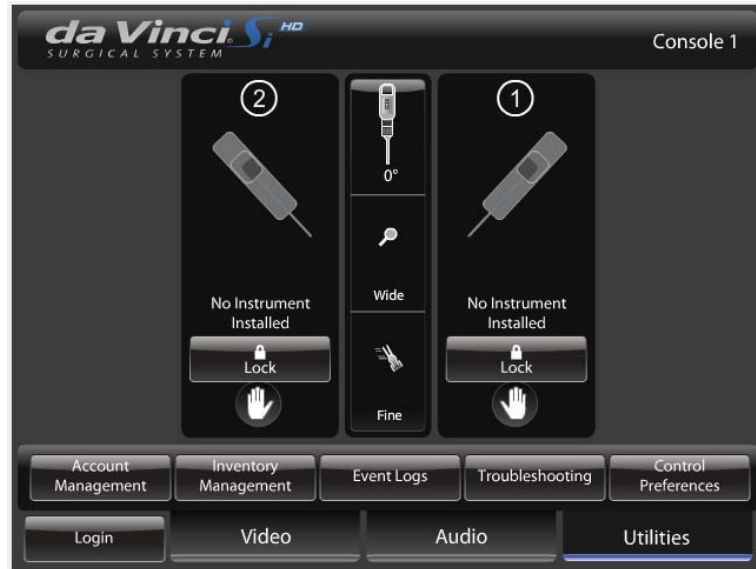 da Vinci Si HD
SURGICAL SYSTEM
Console 1
2
No Instrument
Installed
Lock
0°
Wide
Fine
1
No Instrument
Installed
Lock
Account
Management
Inventory
Management
Event Logs
Troubleshooting
Control
Preferences
Login
Video
Audio
Utilities